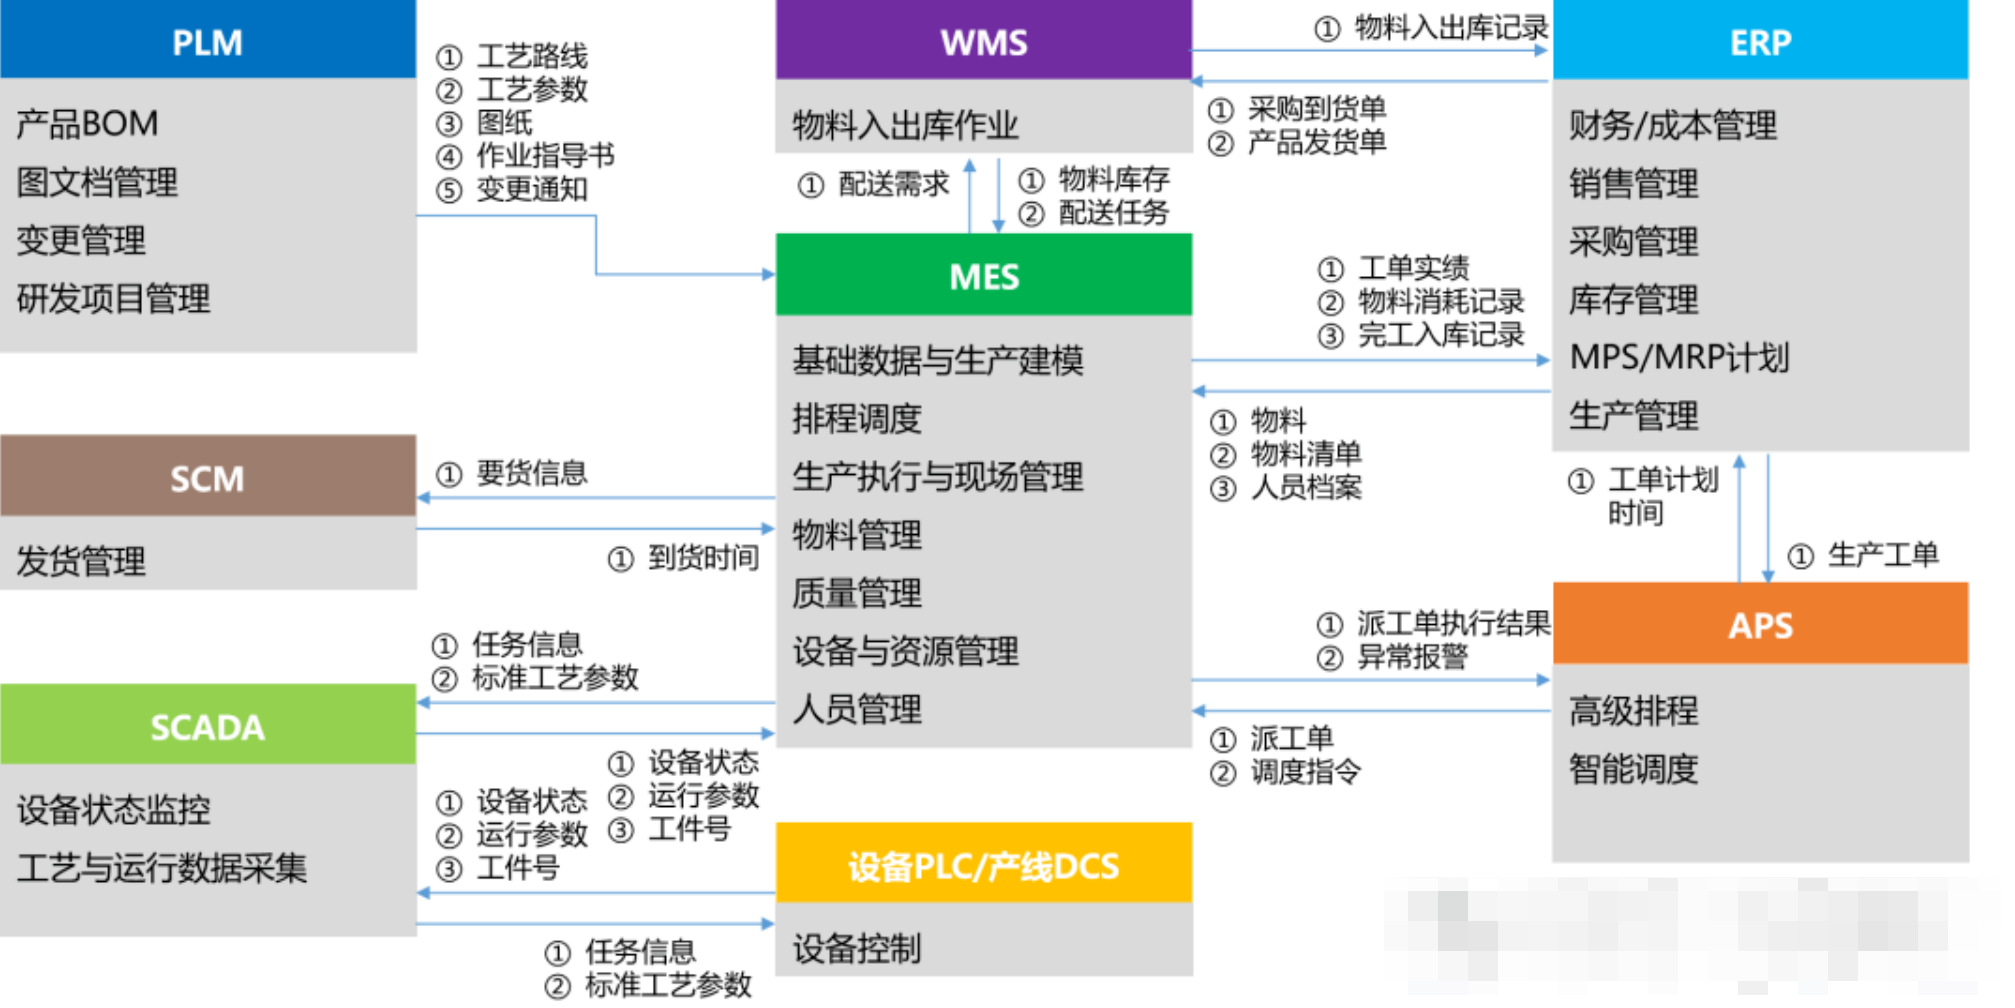 PLM
产品BOM
图文档管理
变更管理
研发项目管理
① 工艺路线
② 工艺参数
③ 图纸
④ 作业指导书
⑤ 变更通知
WMS
物料入出库作业
① 物料入出库记录
① 采购到货单
② 产品发货单
ERP
财务/成本管理
销售管理
采购管理
库存管理
MPS/MRP计划
生产管理
① 配送需求
① 物料库存
② 配送任务
MES
基础数据与生产建模
排程调度
生产执行与现场管理
物料管理
质量管理
设备与资源管理
人员管理
① 工单实绩
② 物料消耗记录
③ 完工入库记录
① 物料
② 物料清单
③ 人员档案
SCM
发货管理
① 要货信息
① 到货时间
① 工单计划
时间
① 生产工单
APS
高级排程
智能调度
① 派工单执行结果
② 异常报警
① 派工单
② 调度指令
SCADA
设备状态监控
工艺与运行数据采集
① 任务信息
② 标准工艺参数
① 设备状态
② 运行参数
③ 工件号
① 设备状态
② 运行参数
③ 工件号
设备PLC/产线DCS
设备控制
① 任务信息
② 标准工艺参数